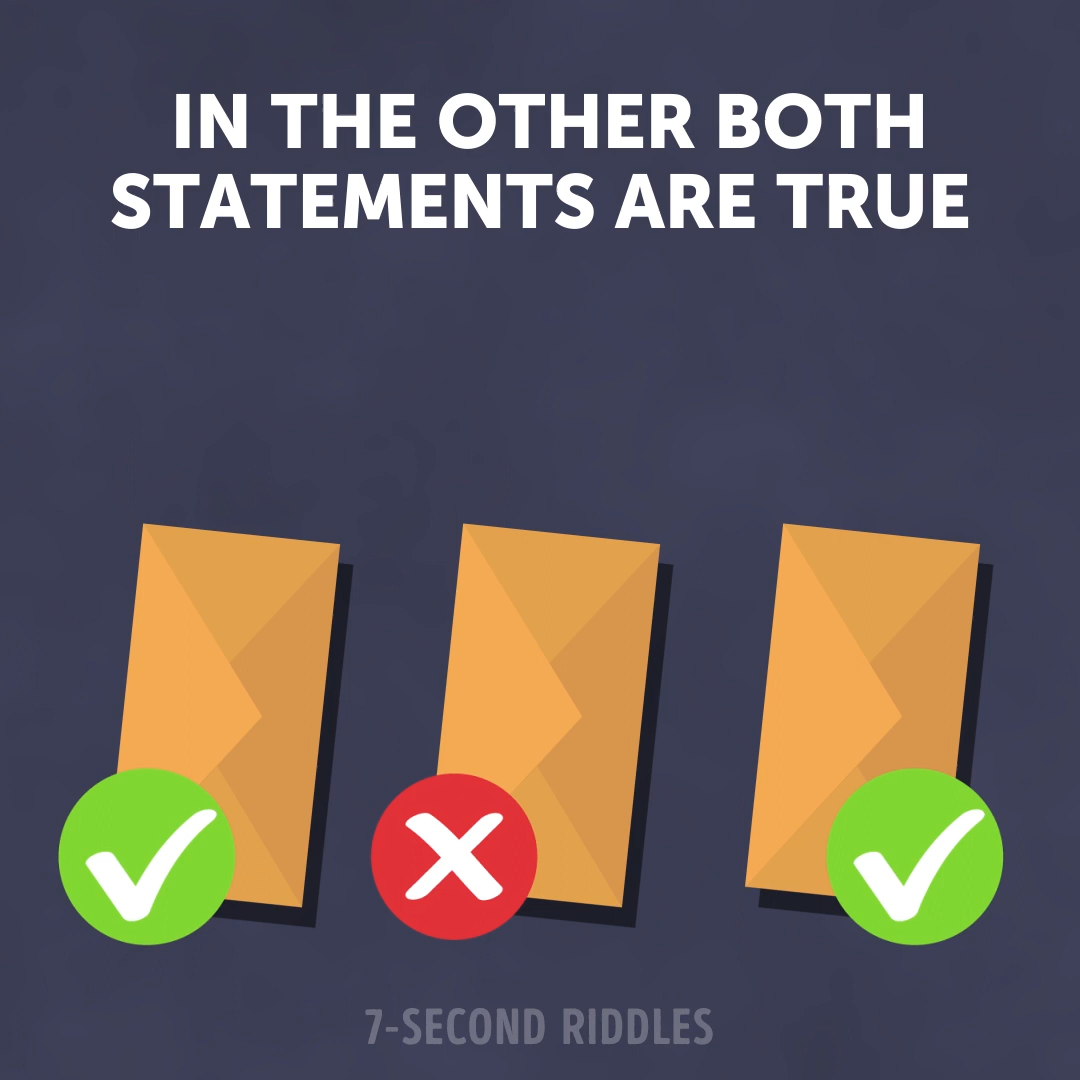 IN THE OTHER BOTH
STATEMENTS ARE TRUE
7-SECOND RIDDLES